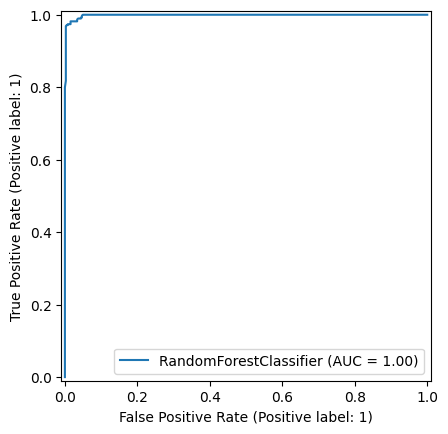 1.0
0.8
0.6
0.4
0.2
0.0
True Positive Rate (Positive label: 1)
RandomForestClassifier (AUC = 1.00)
0.0 0.2 0.4 0.6 0.8 1.0
False Positive Rate (Positive label: 1)